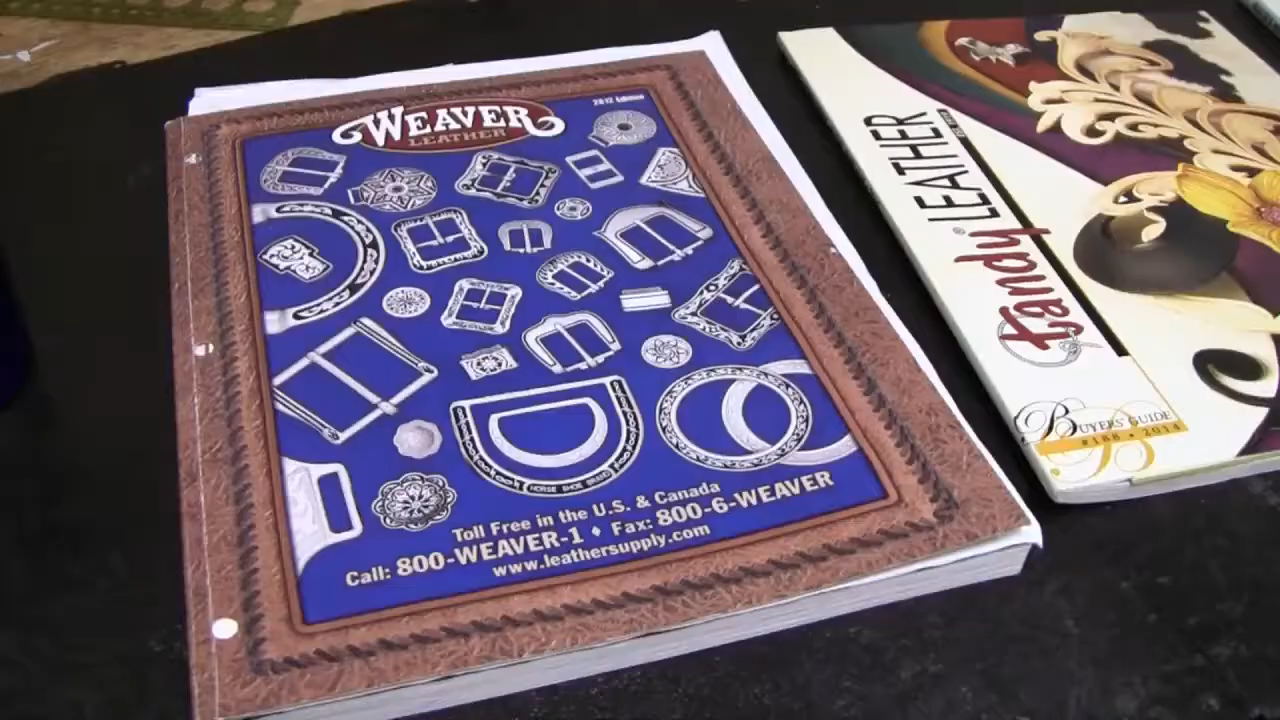 WEAVER
LEATHER
2012 Edition
HORSE SHOE BRAND
Toll Free in the U.S. & Canada
Call: 800-WEAVER-1 ♦ Fax: 800-6-WEAVER
www.leathersupply.com
Tandy® LEATHER
BUYERS' GUIDE
#188 • 2014